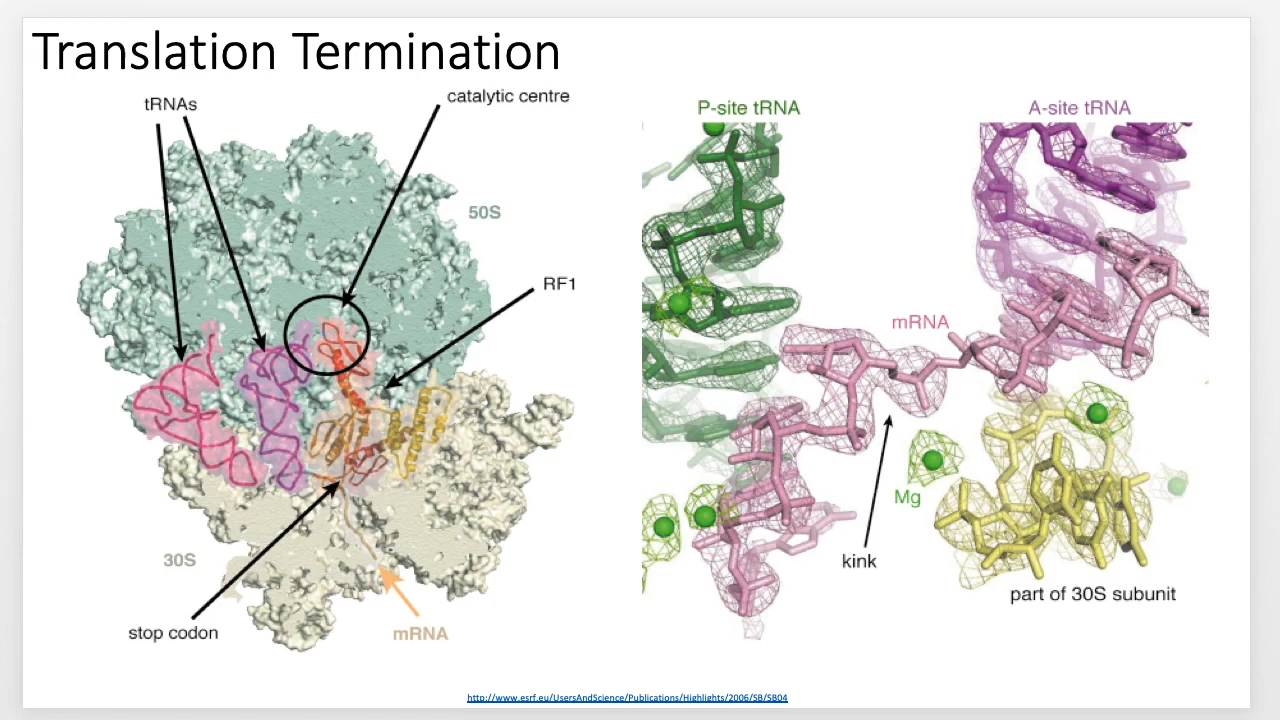 Translation Termination
tRNAs
catalytic centre
50S
RF1
30S
stop codon
mRNA
P-site tRNA
A-site tRNA
mRNA
Mg
kink
part of 30S subunit
http://www.esrf.eu/UsersAndScience/Publications/Highlights/2006/SB/SB04